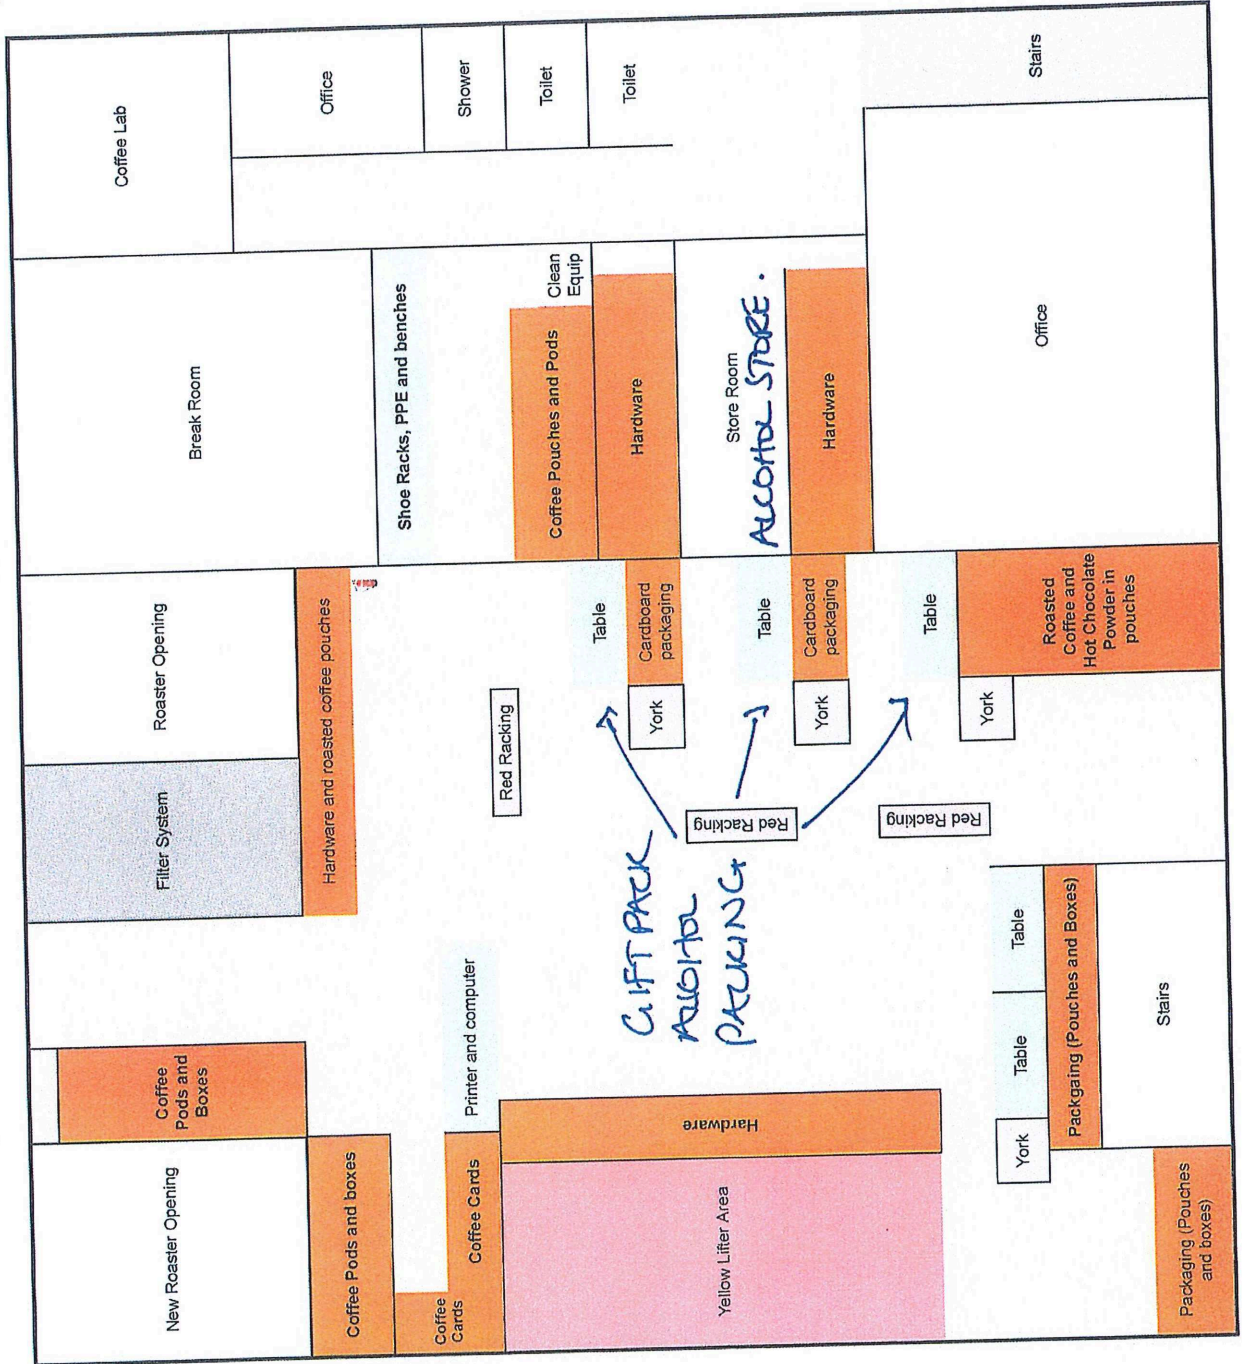 New Roaster Opening
Coffee
Pods and
Boxes
Filter System
Roaster Opening
Break Room
Coffee Lab
Coffee Pods and boxes
Hardware and roasted coffee pouches
Office
Shoe Racks, PPE and benches
Coffee
Cards
Coffee Cards
Printer and computer
Shower
Red Racking
Coffee Pouches and Pods
Clean
Equip
Toilet
Table
Hardware
Toilet
York
Cardboard
packaging
GIFTPACK
ALCOHOL
PACKING
Yellow Lifter Area
Hardware
Red Racking
Table
Store Room
ALCOHOL STORE.
York
Cardboard
packaging
Hardware
Red Racking
Table
York
Table
Table
York
Roasted
Coffee and
Hot Chocolate
Powder in
pouches
Office
Stairs
Packgaing (Pouches and Boxes)
Stairs
Packaging (Pouches
and boxes)